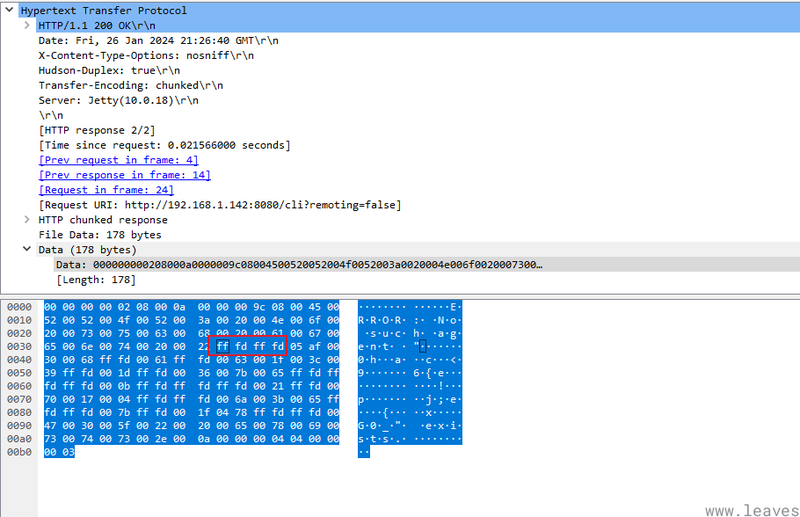 Hypertext Transfer Protocol
HTTP/1.1 200 OK\r\n
Date: Fri, 26 Jan 2024 21:26:40 GMT\r\n
X-Content-Type-Options: nosniff\r\n
Hudson-Duplex: true\r\n
Transfer-Encoding: chunked\r\n
Server: Jetty(10.0.18)\r\n
\r\n
[HTTP response 2/2]
[Time since request: 0.021566000 seconds]
[Prev request in frame: 4]
[Prev response in frame: 14]
[Request in frame: 24]
[Request URI: http://192.168.1.142:8080/cli?remoting=false]
HTTP chunked response
File Data: 178 bytes
Data (178 bytes)
Data: 000000000208000a0000009c08004500520052004f0052003a0020004e006f0020007300…
[Length: 178]
0000 00 00 00 00 02 08 00 0a 00 00 00 9c 08 00 45 00 ········ ······E·
0010 52 00 52 00 4f 00 52 00 3a 00 20 00 4e 00 6f 00 R·R·O·R· :· ·N·o·
0020 20 00 73 00 75 00 63 00 68 00 20 00 61 00 67 00 ·s·u·c· h· ·a·g·
0030 65 00 6e 00 74 00 20 00 22 ff fd ff fd 05 af 00 e·n·t· · "·······
0040 30 00 68 ff fd 00 61 ff fd 00 63 00 1f 00 3c 00 0·h···a· ··c···<·
0050 39 ff fd 00 1d ff fd 00 36 00 7b 00 65 ff fd ff 9······· 6·{·e···
0060 fd ff fd 00 0b ff fd ff fd ff fd 00 21 ff fd 00 ········ ····!···
0070 70 00 17 00 04 ff fd ff fd 00 6a 00 3b 00 65 ff p······· ··j·;·e·
0080 fd ff fd 00 7b ff fd 00 1f 04 78 ff fd ff fd 00 ····{··· ··x·····
0090 47 00 30 00 5f 00 22 00 20 00 65 00 78 00 69 00 G·0·_·"· ·e·x·i·
00a0 73 00 74 00 73 00 2e 00 0a 00 00 00 04 04 00 00 s·t·s·.· ········
00b0 00 03 ··
www.leaves